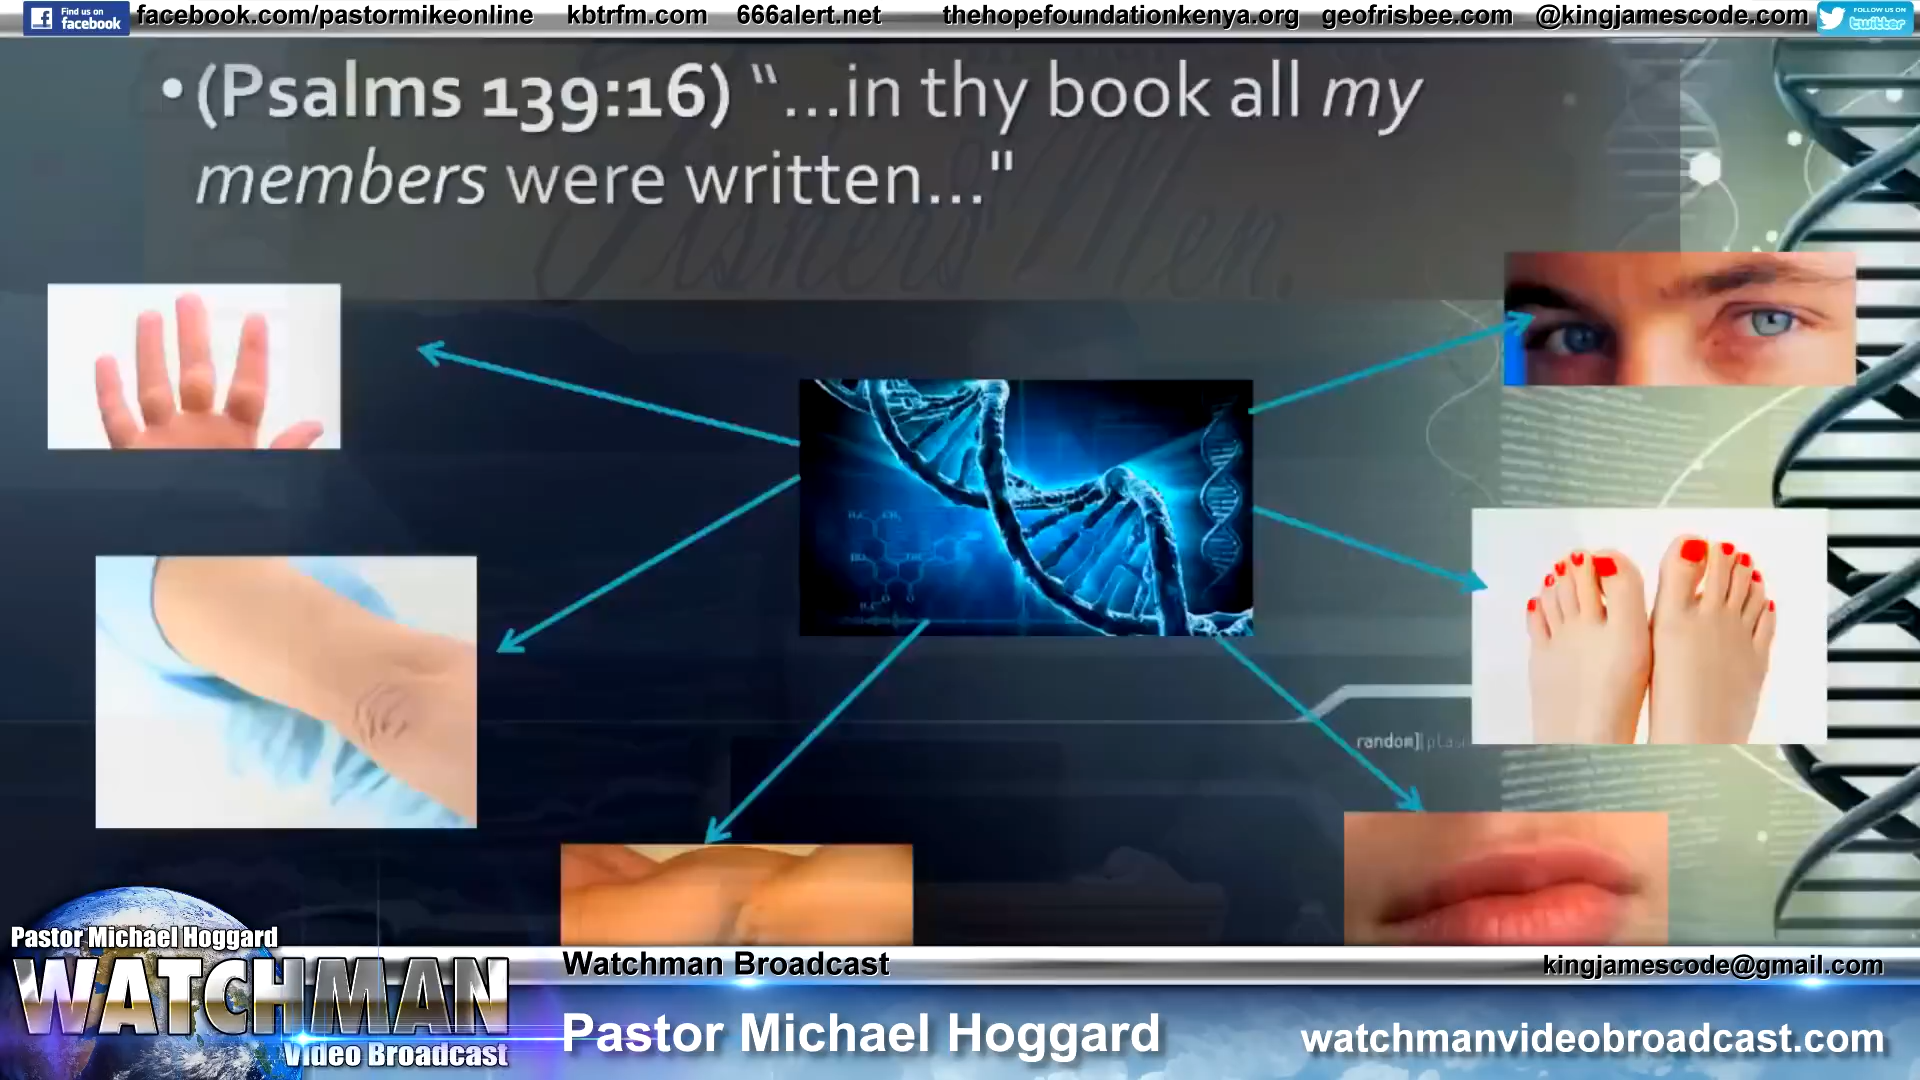 Find us on
facebook
facebook.com/pastormikeonline kbtrfm.com 666alert.net thehopefoundationkenya.org geofrisbee.com @kingjamescode.com
FOLLOW US ON
twitter
• (Psalms 139:16) “...in thy book all my
members were written..."
Fishers Men.
random]
Pastor Michael Hoggard
WATCHMAN
Video Broadcast
Watchman Broadcast
kingjamescode@gmail.com
Pastor Michael Hoggard
watchmanvideobroadcast.com